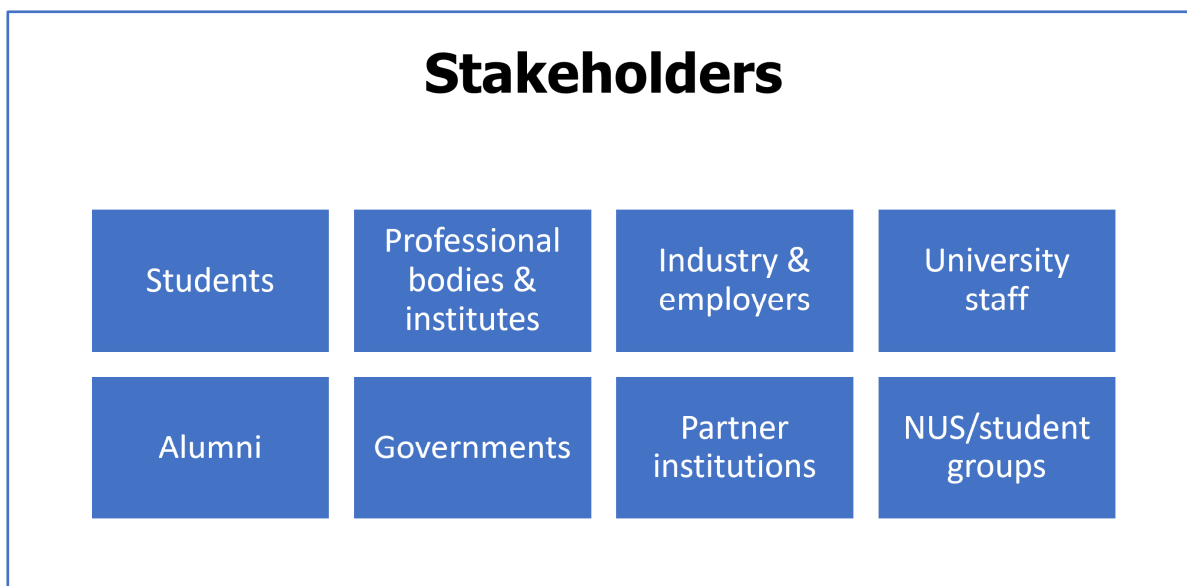 Stakeholders
Students
Professional
bodies &
institutes
Industry &
employers
University
staff
Alumni
Governments
Partner
institutions
NUS/student
groups